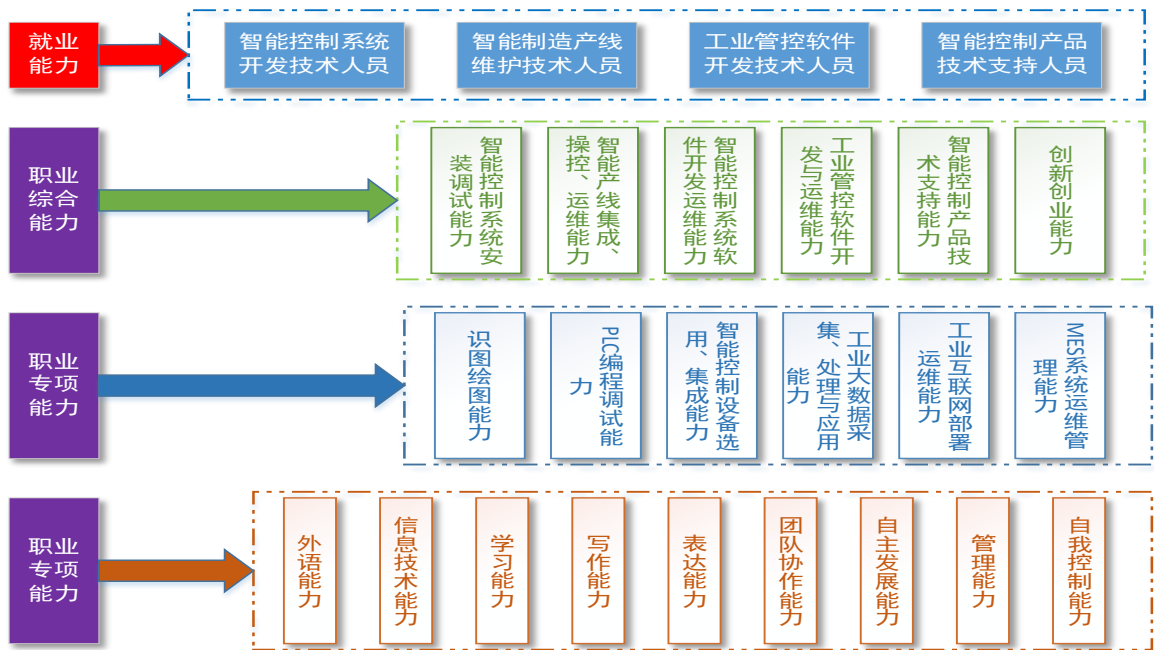 就业
能力
智能控制系统
开发技术人员
智能制造产线
维护技术人员
工业管控软件
开发技术人员
智能控制产品
技术支持人员
职业
综合
能力
智能控制系统安
装调试能力
智能产线集成、
操控、运维能力
智能控制系统软
件开发运维能力
工业管控软件开
发与运维能力
智能控制产品技
术支持能力
创新创业能力
职业
专项
能力
识图绘图能力
PLC编程调试能
力
智能控制设备选
用、集成能力
工业大数据采
集、处理与应用
能力
工业互联网部署
运维能力
MES系统运维管
理能力
职业
专项
能力
外语能力
信息技术能力
学习能力
写作能力
表达能力
团队协作能力
自主发展能力
管理能力
自我控制能力